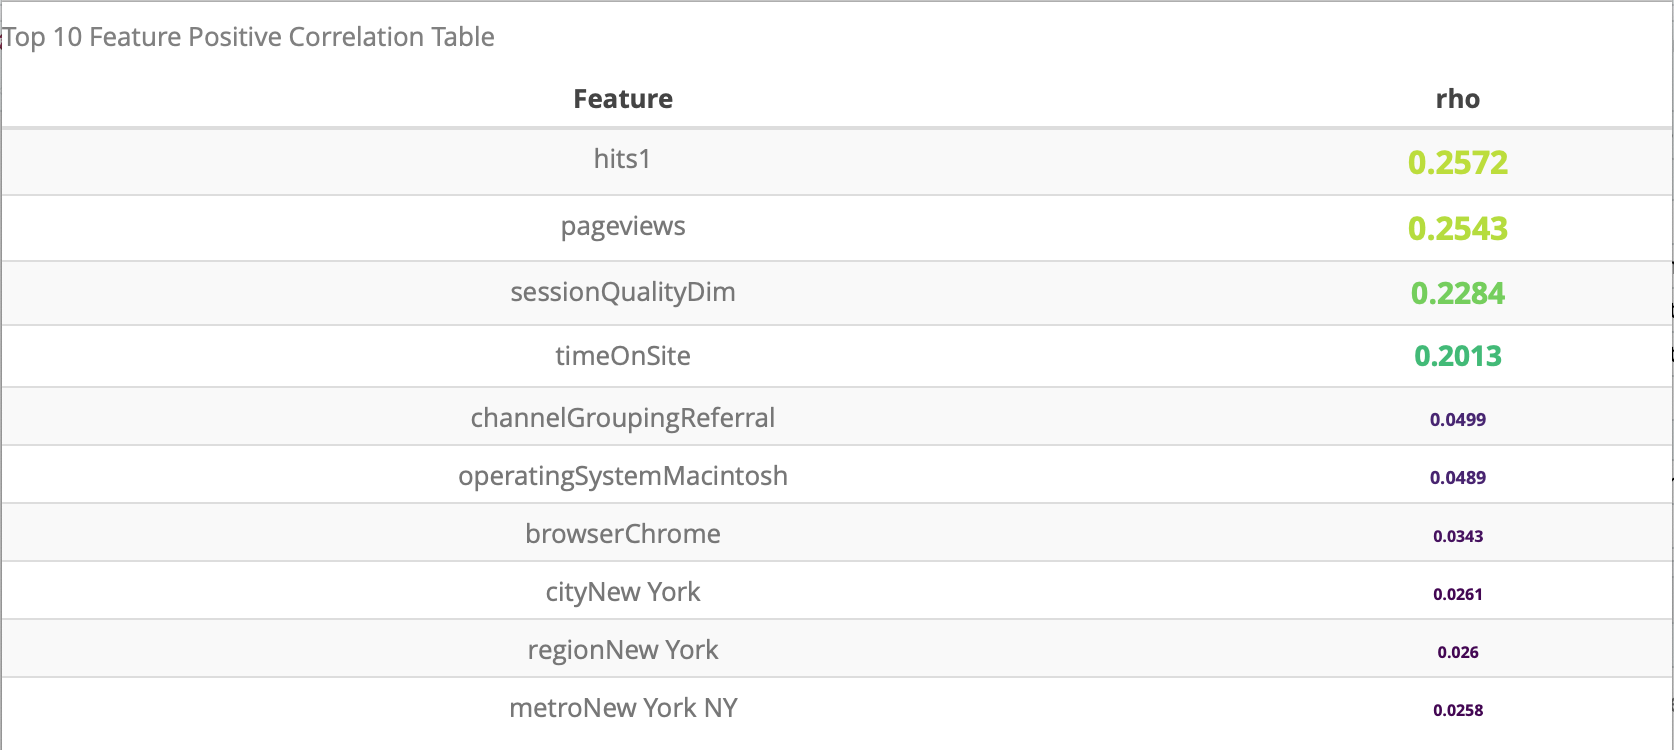 Top 10 Feature Positive Correlation Table
Feature rho
hits1 0.2572
pageviews 0.2543
sessionQualityDim 0.2284
timeOnSite 0.2013
channelGroupingReferral 0.0499
operatingSystemMacintosh 0.0489
browserChrome 0.0343
cityNew York 0.0261
regionNew York 0.026
metroNew York NY 0.0258